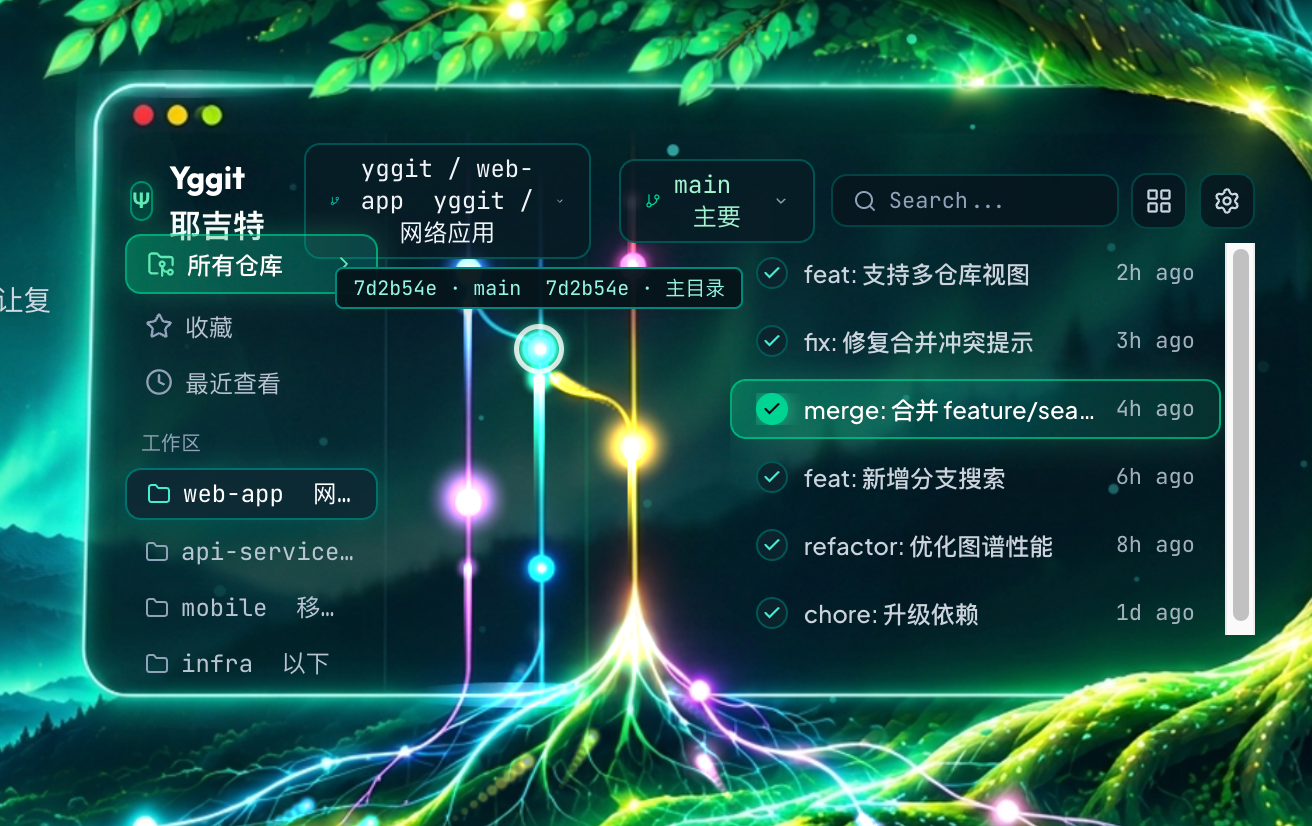 Yggit
耶吉特
yggit / web-
app yggit /
网络应用
main
主要
Search...
所有仓库
7d2b54e · main 7d2b54e · 主目录
让复
收藏
最近查看
工作区
web-app 网…
api-service…
mobile 移…
infra 以下
feat: 支持多仓库视图 2h ago
fix: 修复合并冲突提示 3h ago
merge: 合并 feature/sea… 4h ago
feat: 新增分支搜索 6h ago
refactor: 优化图谱性能 8h ago
chore: 升级依赖 1d ago